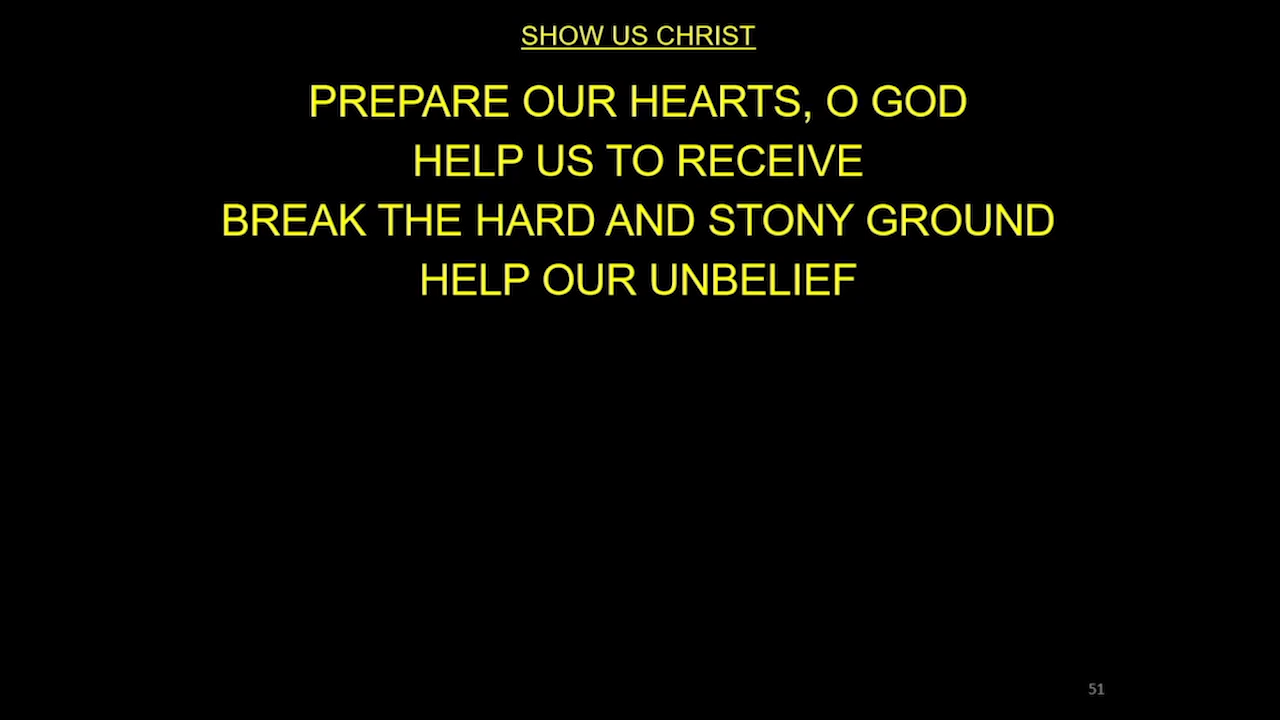 SHOW US CHRIST
PREPARE OUR HEARTS, O GOD
HELP US TO RECEIVE
BREAK THE HARD AND STONY GROUND
HELP OUR UNBELIEF
51